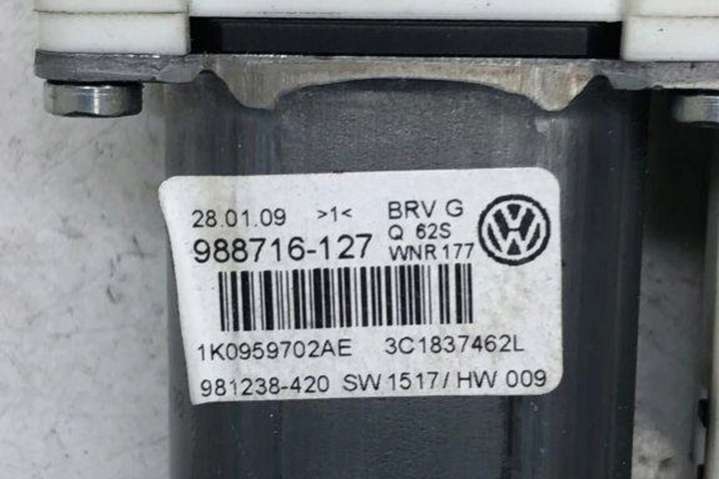 28.01.09 >1< BRV G
988716-127 Q 62S
WNR 177
1K0959702AE 3C1837462L
981238-420 SW 1517/ HW 009